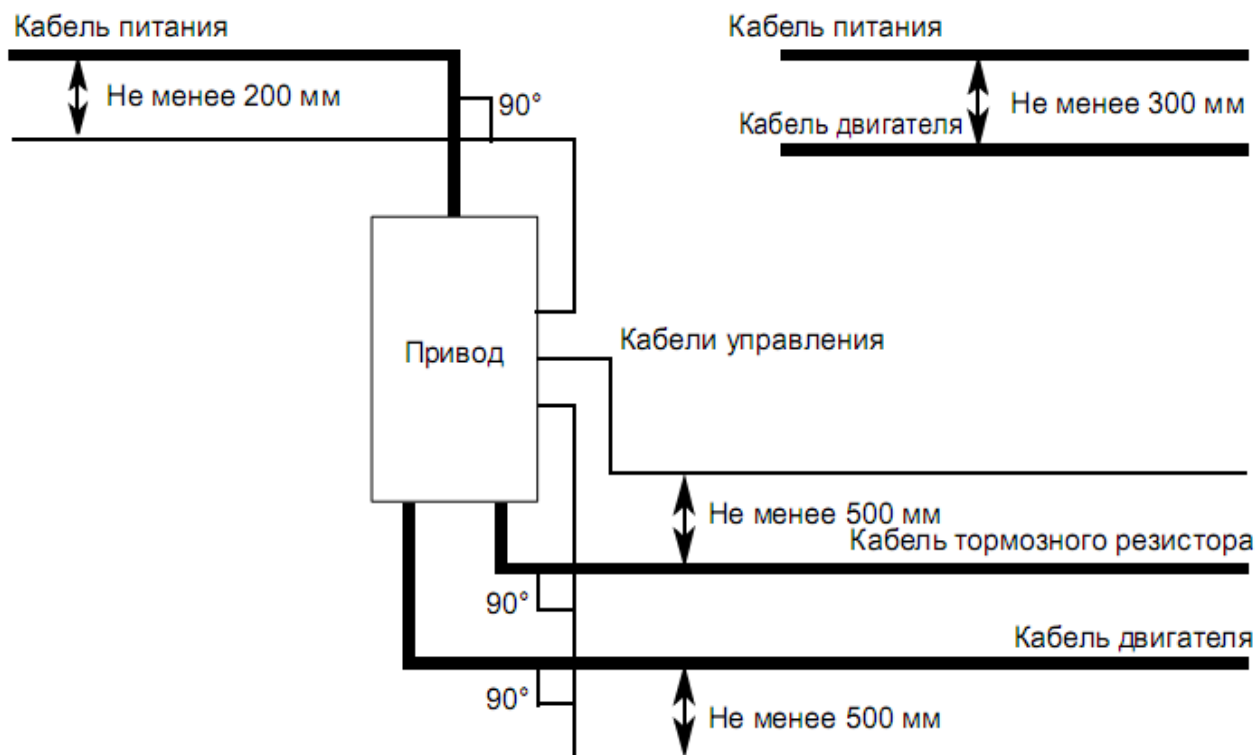 Кабель питания
Кабель питания
Не менее 200 мм
90°
Не менее 300 мм
Кабель двигателя
Привод
Кабели управления
Не менее 500 мм
Кабель тормозного резистора
90°
Кабель двигателя
90°
Не менее 500 мм